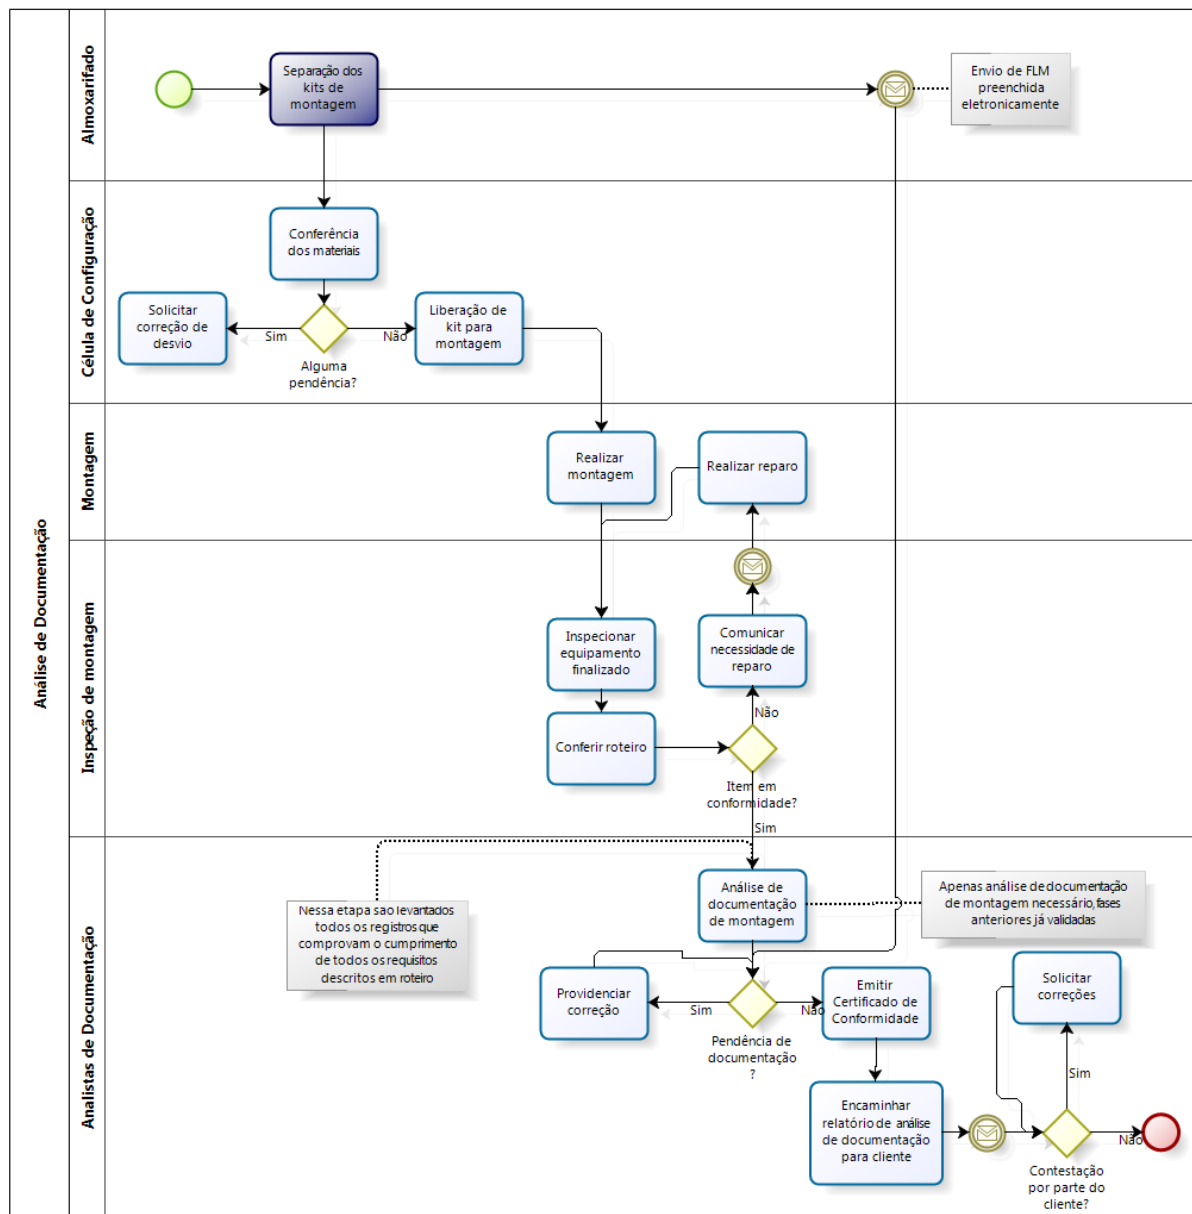 Análise de Documentação
Almoxarifado
Separação dos
kits de
montagem
Envio de FLM
preenchida
eletronicamente
Célula de Configuração
Conferência
dos materiais
Solicitar
correção de
desvio
Sim
Alguma
pendência?
Não
Liberação de
kit para
montagem
Montagem
Realizar
montagem
Realizar reparo
Inspeção de montagem
Inspecionar
equipamento
finalizado
Comunicar
necessidade de
reparo
Não
Conferir roteiro
Item em
conformidade?
Sim
Analistas de Documentação
Nessa etapa são levantados
todos os registros que
comprovam o cumprimento
de todos os requisitos
descritos em roteiro
Análise de
documentação
de montagem
Apenas análise de documentação
de montagem necessário, fases
anteriores já validadas
Providenciar
correção
Sim
Pendência de
documentação
?
Não
Emitir
Certificado de
Conformidade
Solicitar
correções
Sim
Encaminhar
relatório de análise
de documentação
para cliente
Contestação
por parte do
cliente?
Não